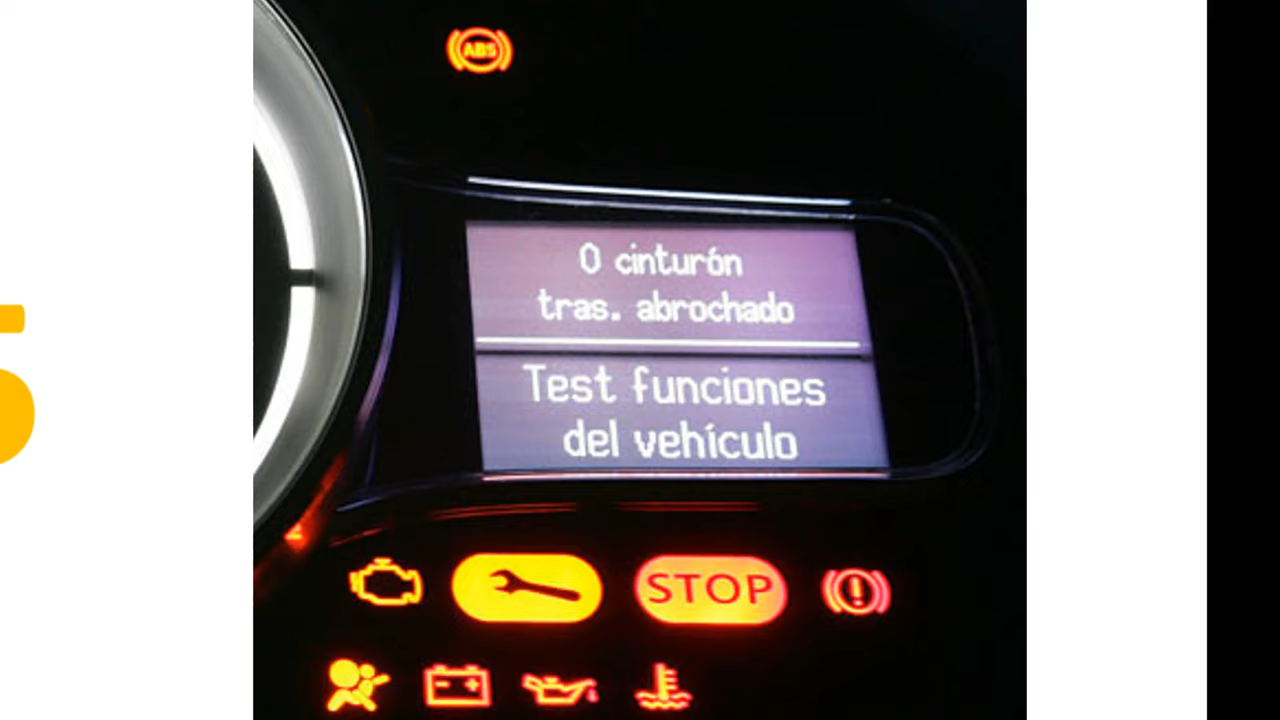 ABS
0 cinturón
tras. abrochado
Test funciones
del vehículo
STOP